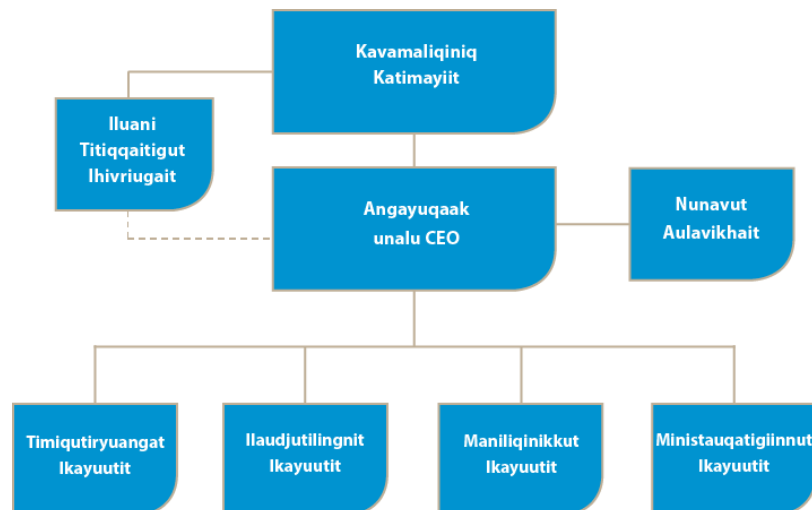 Kavamaliqiniq
Katimayiit
Iluani
Titiqqaitigut
Ihivriugait
Angayuqaak
unalu CEO
Nunavut
Aulavikhait
Timiqutiryuangat
Ikayuutit
Ilaudjutilingnit
Ikayuutit
Maniliqinikkut
Ikayuutit
Ministauqatigiinnut
Ikayuutit